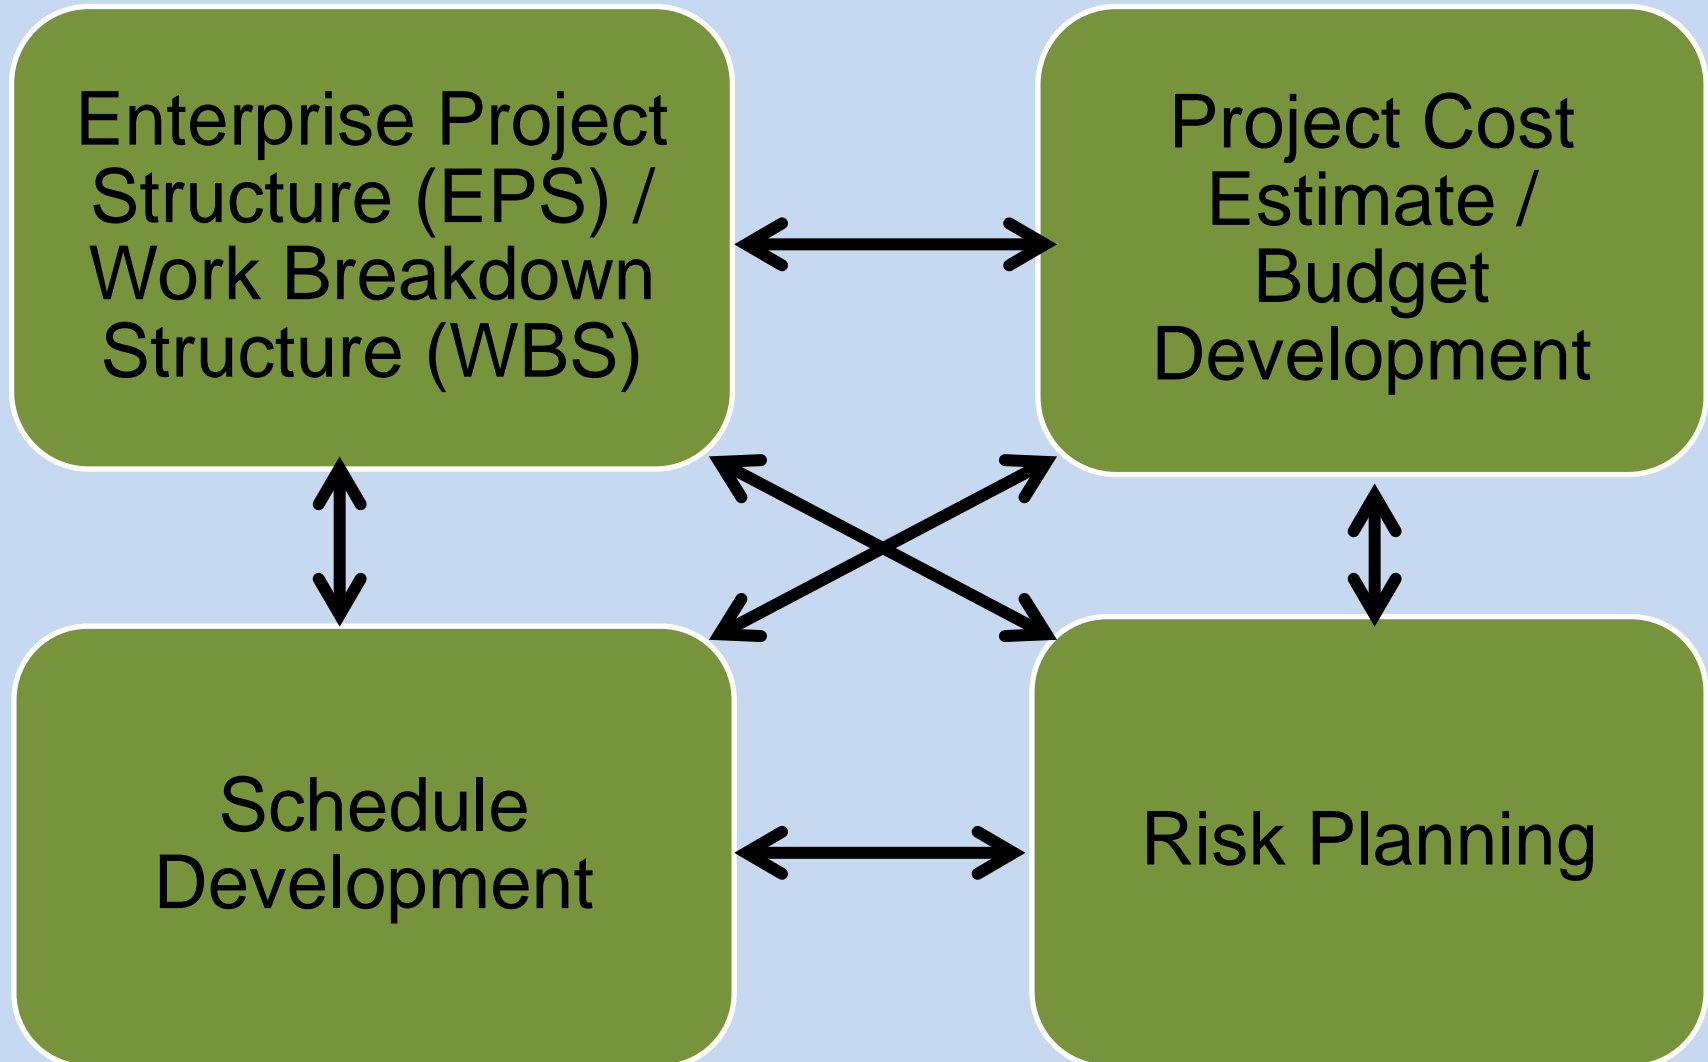 Enterprise Project
Structure (EPS) /
Work Breakdown
Structure (WBS)
Project Cost
Estimate /
Budget
Development
Schedule
Development
Risk Planning